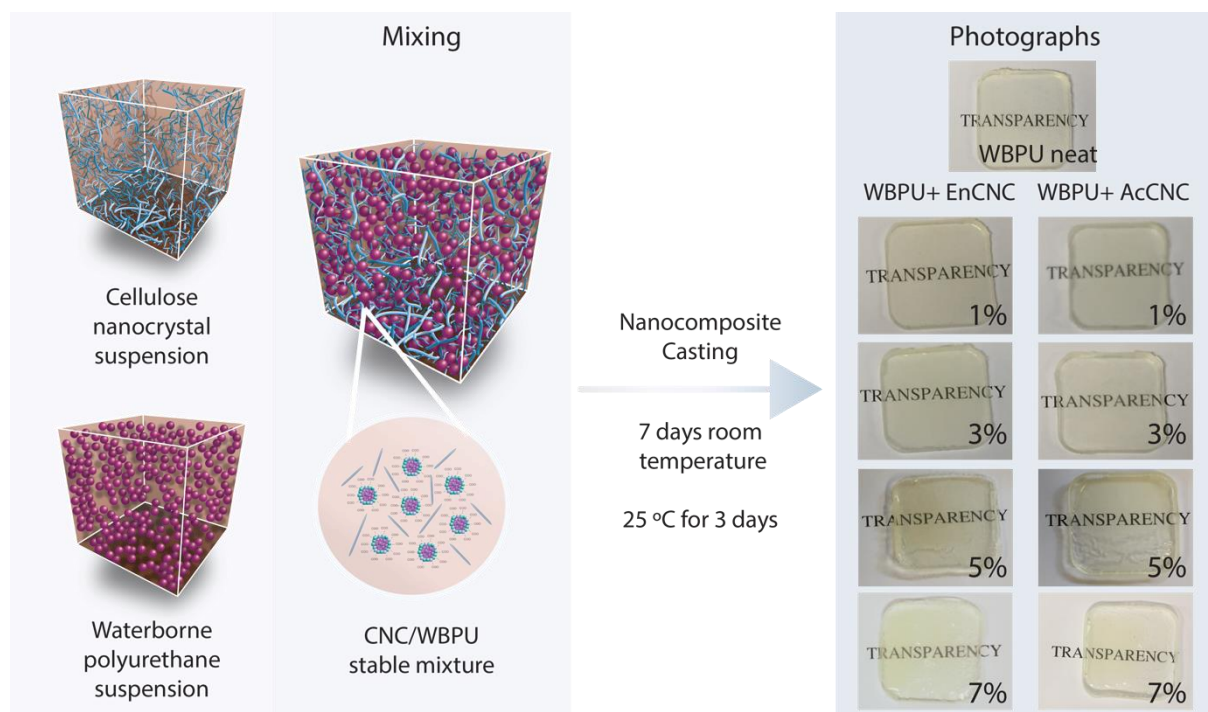 Mixing
Cellulose
nanocrystal
suspension
Waterborne
polyurethane
suspension
CNC/WBPU
stable mixture
Nanocomposite
Casting
7 days room
temperature
25 ºC for 3 days
Photographs
TRANSPARENCY
WBPU neat
WBPU+ EnCNC
WBPU+ AcCNC
TRANSPARENCY
1%
TRANSPARENCY
1%
TRANSPARENCY
3%
TRANSPARENCY
3%
TRANSPARENCY
5%
TRANSPARENCY
5%
TRANSPARENCY
7%
TRANSPARENCY
7%